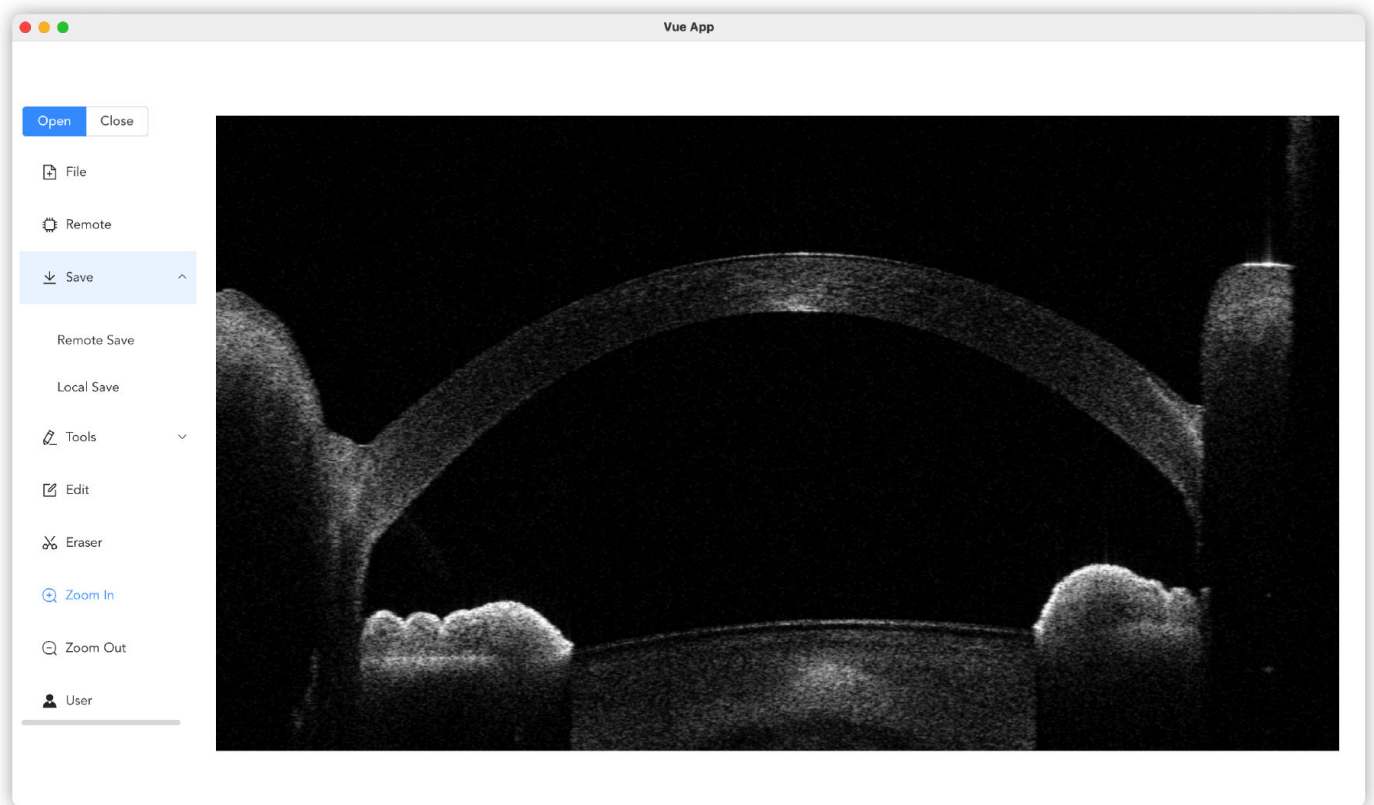 Vue App
Open Close
File
Remote
Save
Remote Save
Local Save
Tools
Edit
Eraser
Zoom In
Zoom Out
User